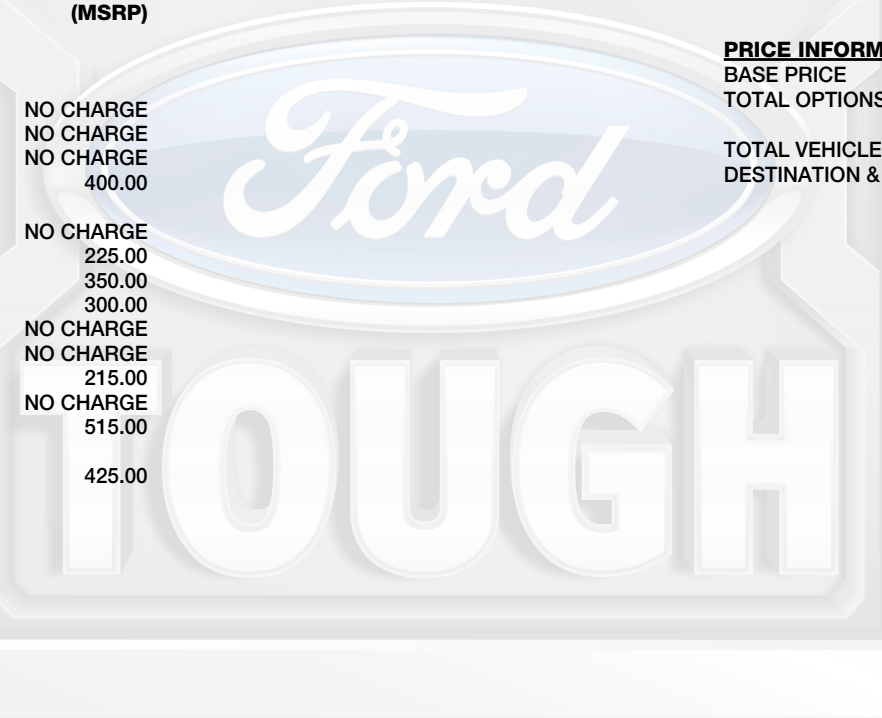 (MSRP)
NO CHARGE
NO CHARGE
NO CHARGE
400.00
NO CHARGE
225.00
350.00
300.00
NO CHARGE
NO CHARGE
215.00
NO CHARGE
515.00
425.00
PRICE INFORM
BASE PRICE
TOTAL OPTIONS
TOTAL VEHICLE
DESTINATION &
Ford
TOUGH